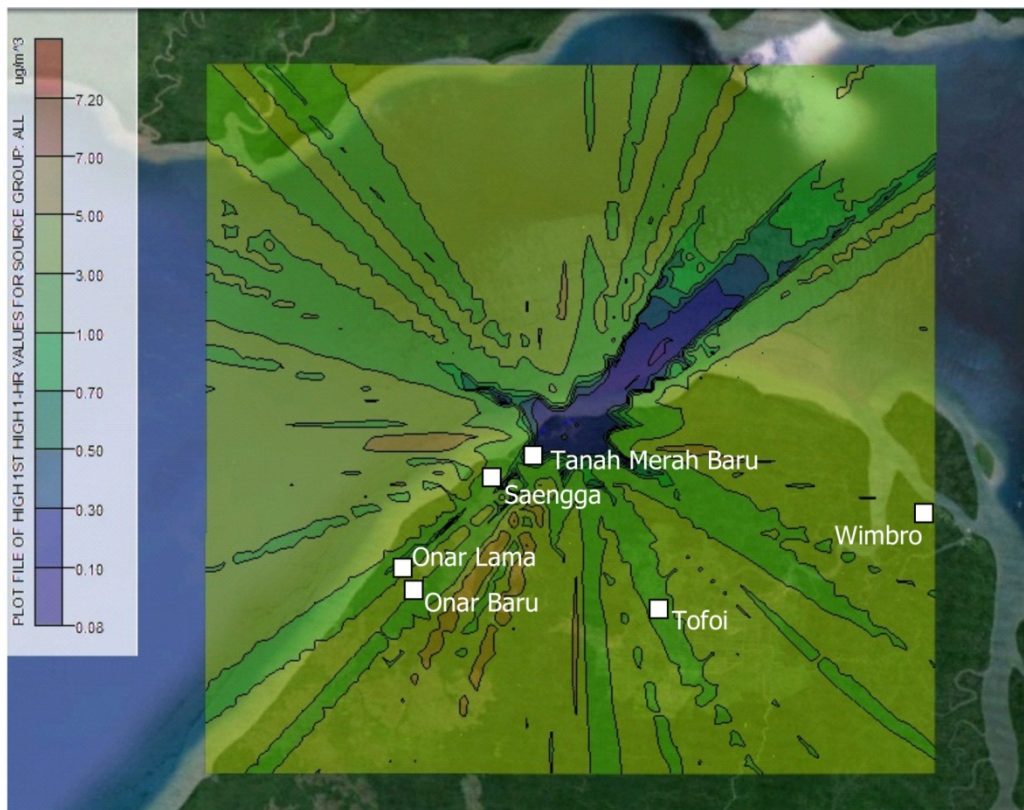 PLOT FILE OF HIGH 1ST HIGH 1-HR VALUES FOR SOURCE GROUP: ALL
ug/m^3
7.20
7.00
5.00
3.00
1.00
0.70
0.50
0.30
0.10
0.08
Tanah Merah Baru
Saengga
Wimbro
Onar Lama
Onar Baru
Tofoi